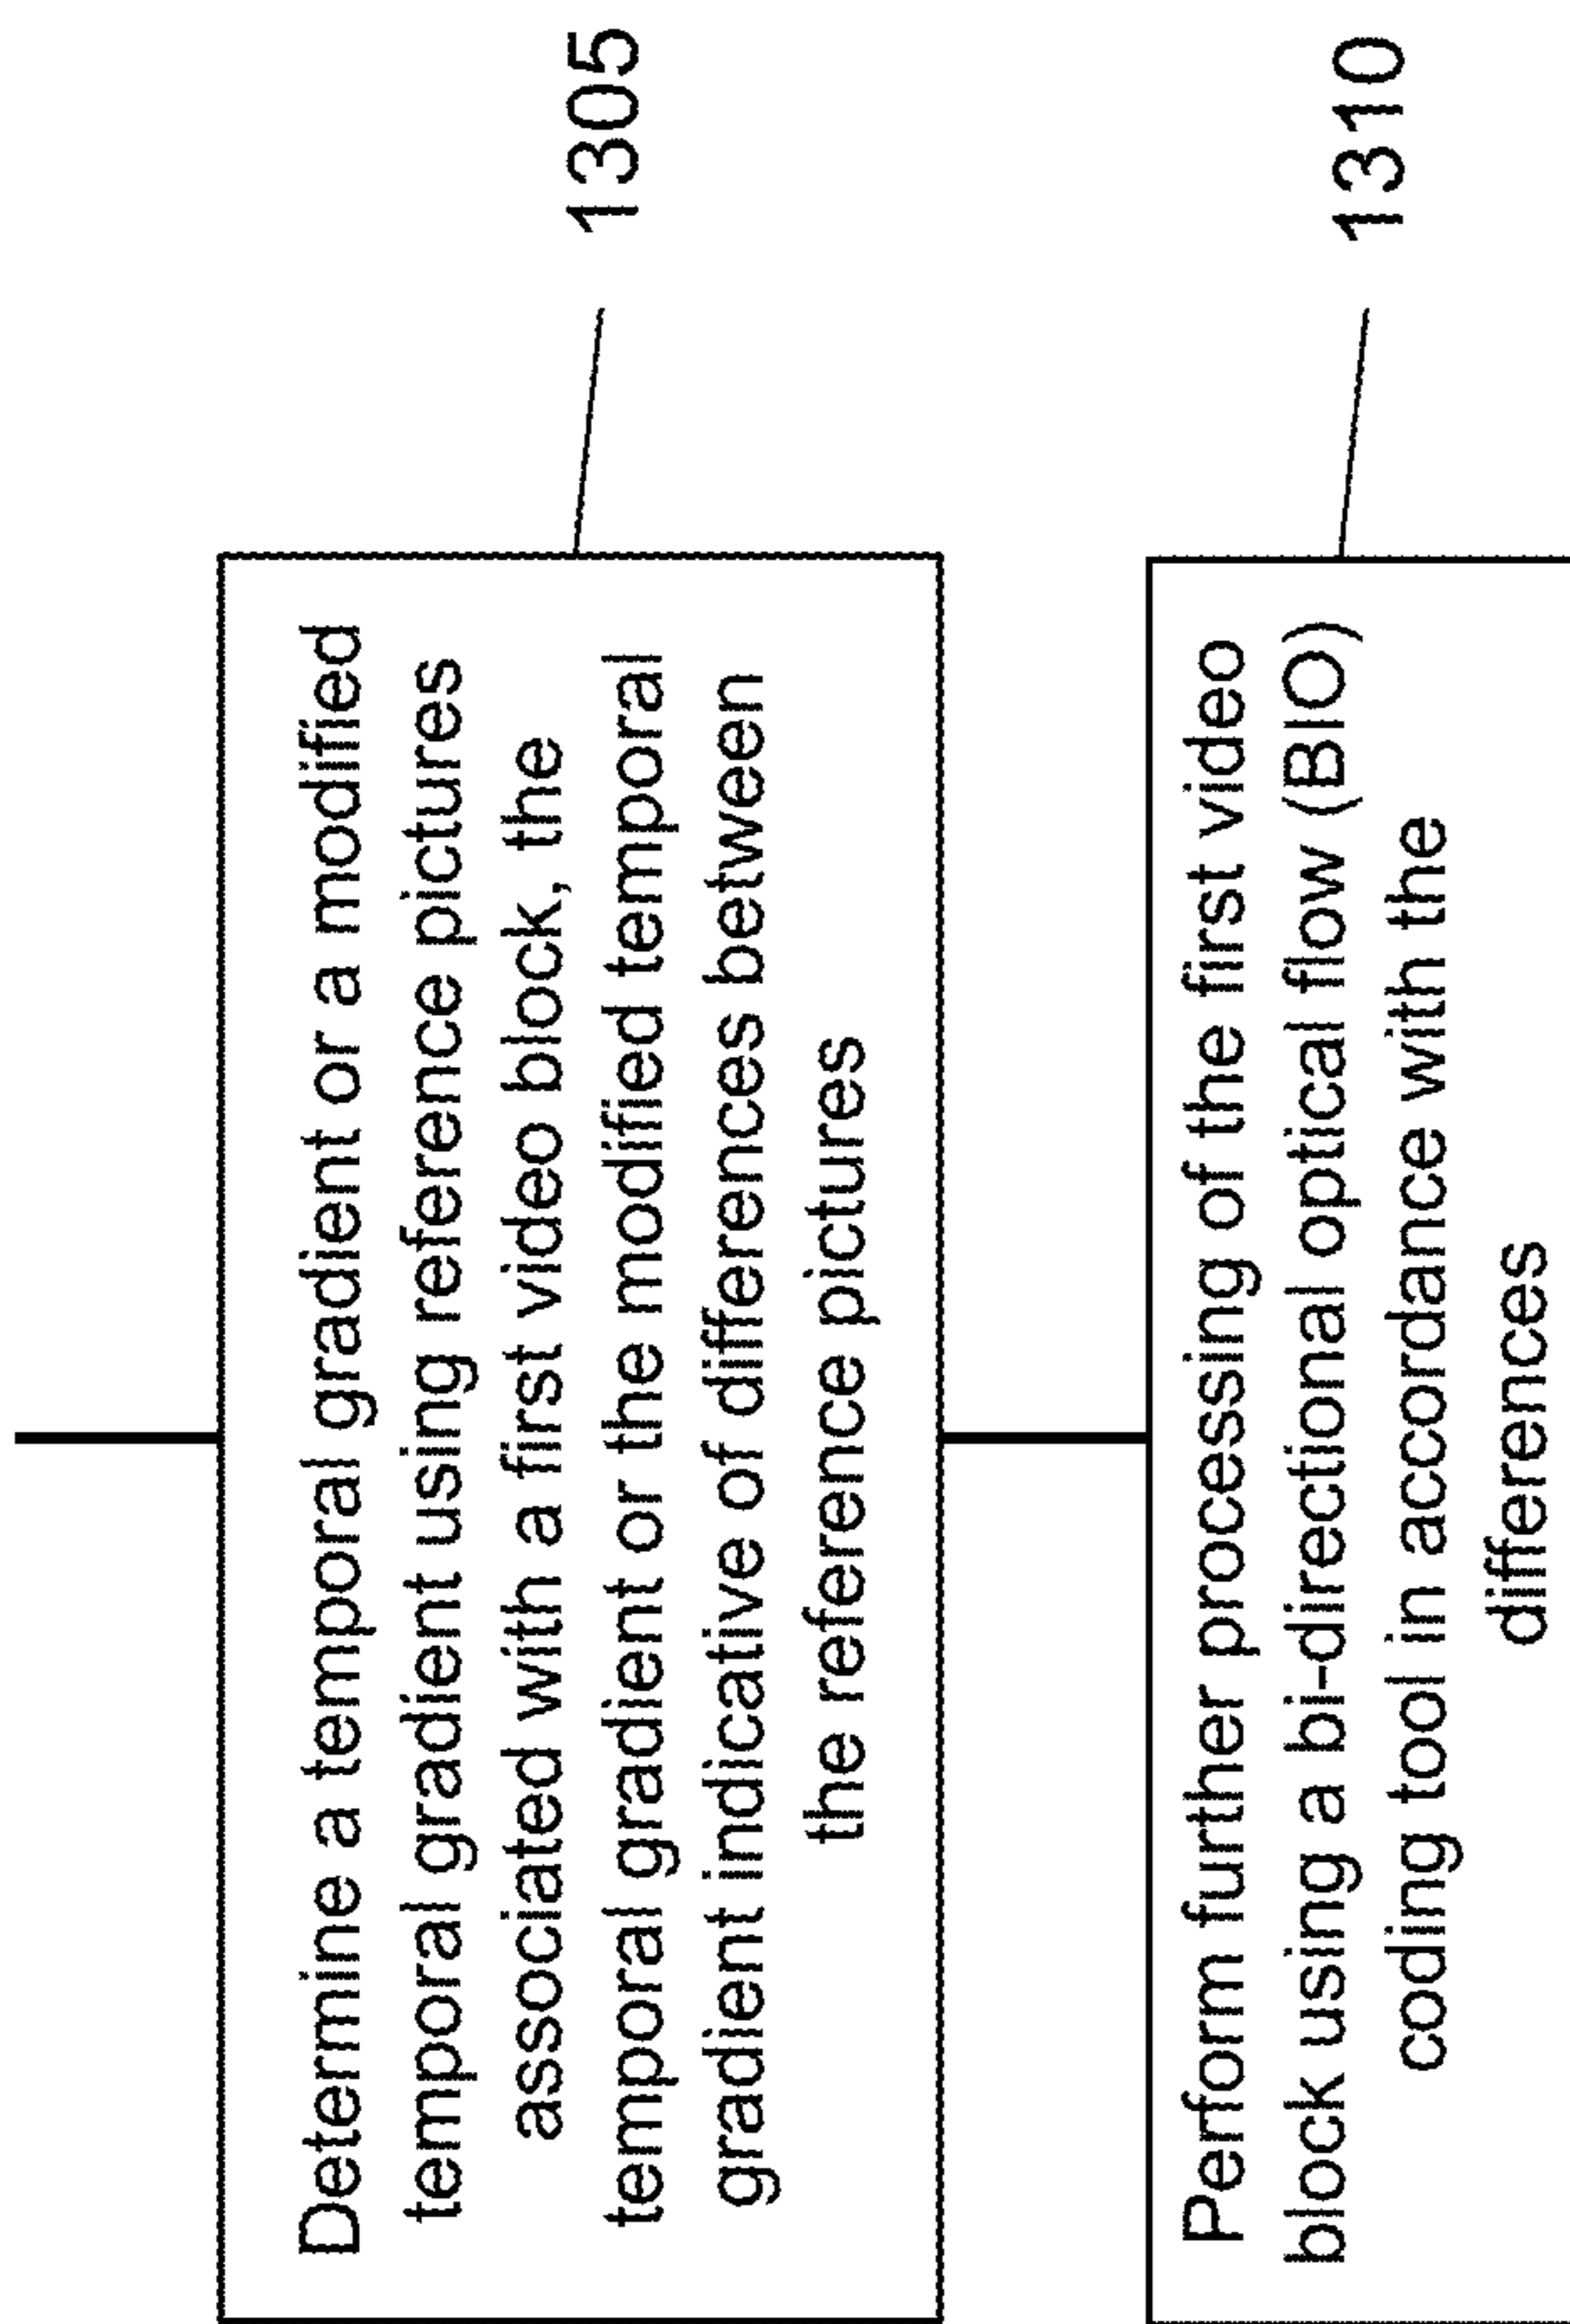 Determine a temporal gradient or a modified
temporal gradient using reference pictures
associated with a first video block, the
temporal gradient or the modified temporal
gradient indicative of differences between
the reference pictures
1305
Perform further processing of the first video
block using a bi-directional optical flow (BIO)
coding tool in accordance with the
differences
1310